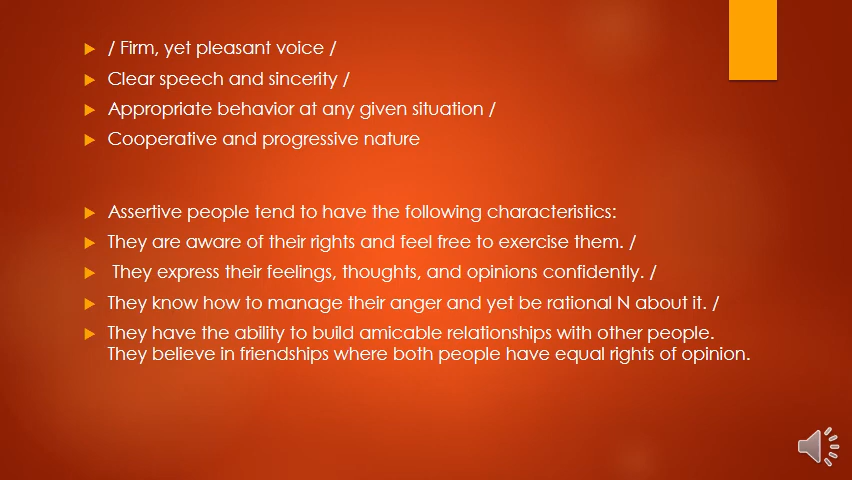 / Firm, yet pleasant voice /
Clear speech and sincerity /
Appropriate behavior at any given situation /
Cooperative and progressive nature
Assertive people tend to have the following characteristics:
They are aware of their rights and feel free to exercise them. /
They express their feelings, thoughts, and opinions confidently. /
They know how to manage their anger and yet be rational N about it. /
They have the ability to build amicable relationships with other people.
They believe in friendships where both people have equal rights of opinion.